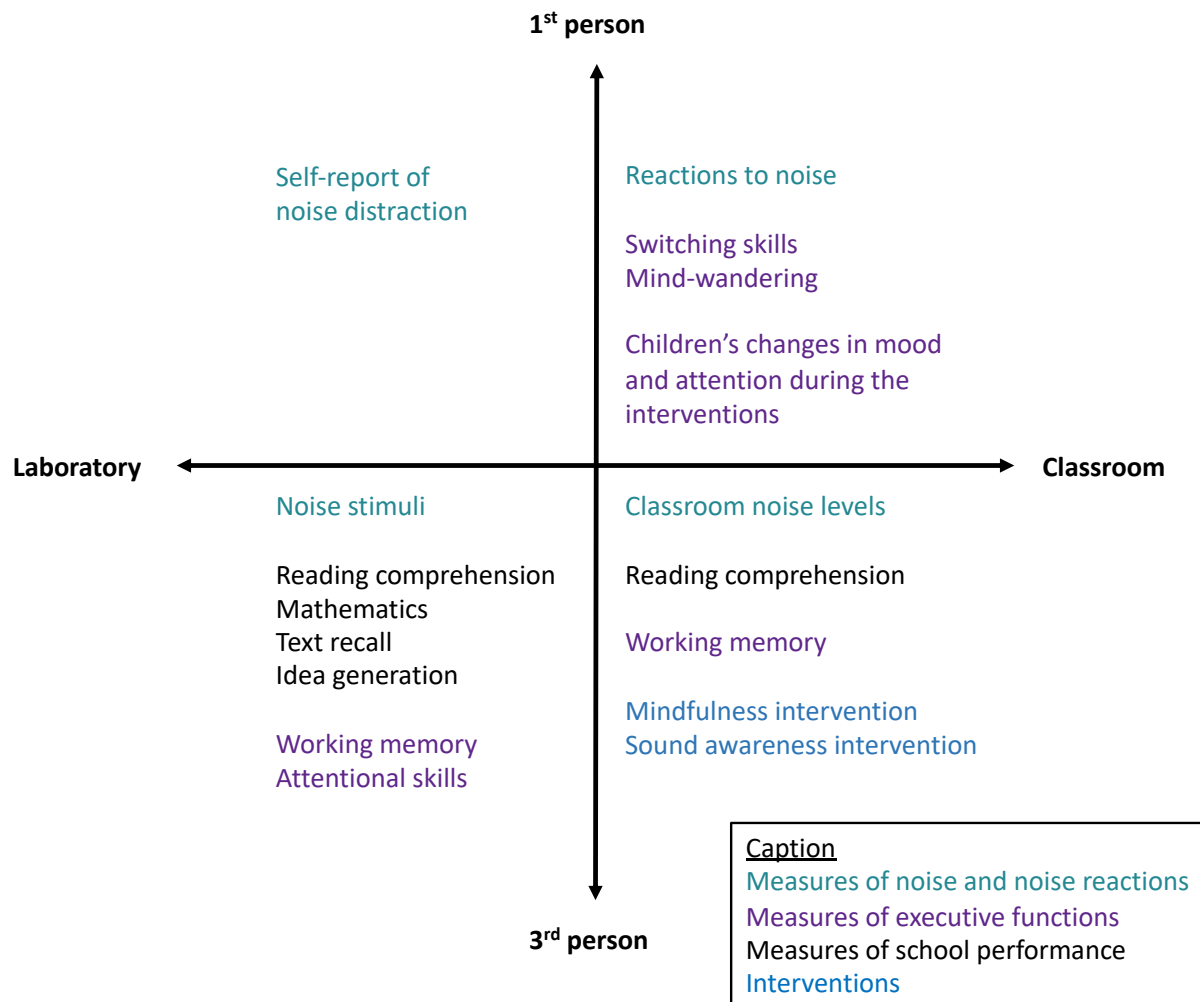 1st person
Self-report of
noise distraction
Reactions to noise
Switching skills
Mind-wandering
Children’s changes in mood
and attention during the
interventions
Laboratory
Classroom
Noise stimuli
Reading comprehension
Mathematics
Text recall
Idea generation
Working memory
Attentional skills
Classroom noise levels
Reading comprehension
Working memory
Mindfulness intervention
Sound awareness intervention
3rd person
Caption
Measures of noise and noise reactions
Measures of executive functions
Measures of school performance
Interventions